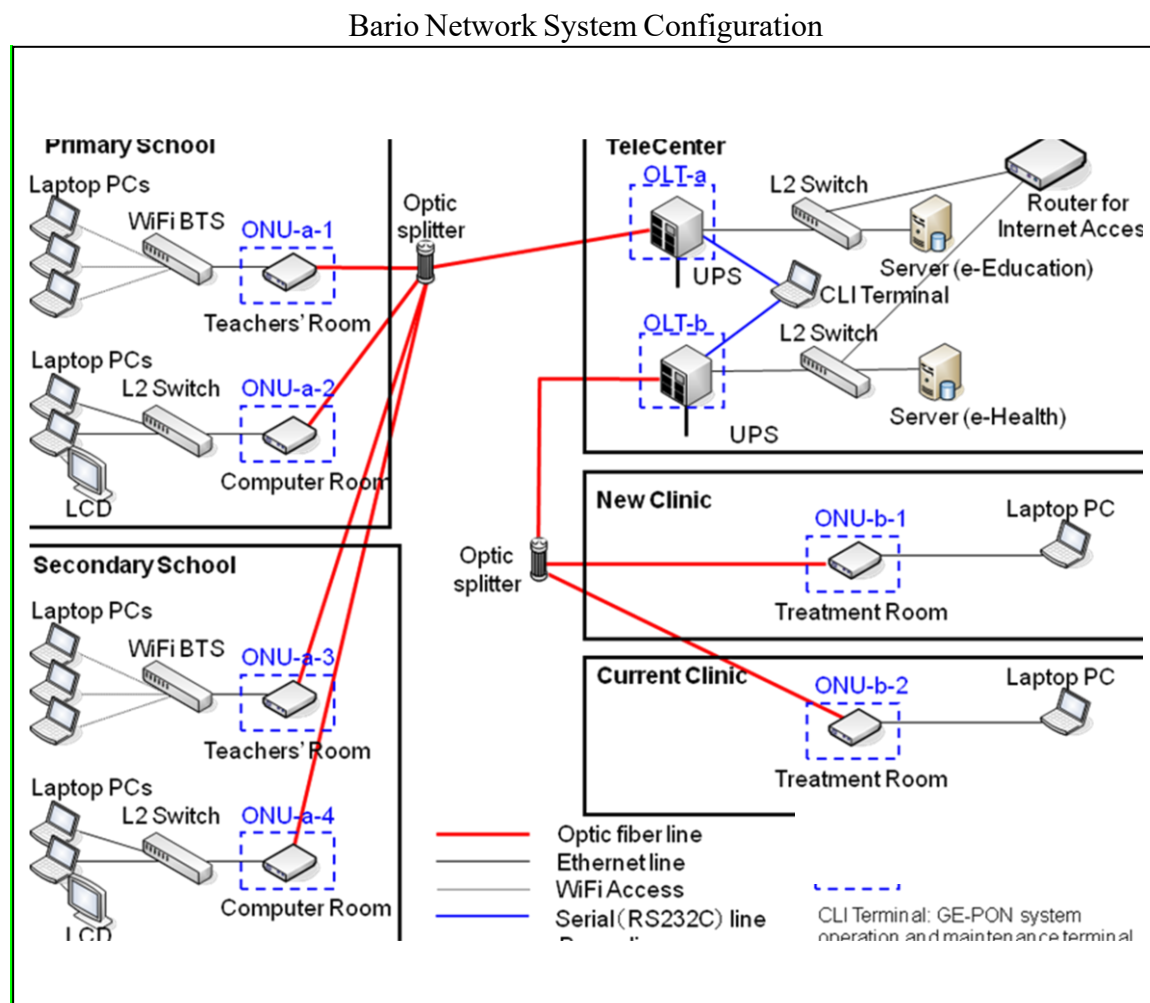 Bario Network System Configuration
Primary School
Laptop PCs
WiFi BTS
ONU-a-1
Teachers' Room
Laptop PCs
L2 Switch
ONU-a-2
Computer Room
LCD
Optic
splitter
Secondary School
Laptop PCs
WiFi BTS
ONU-a-3
Teachers' Room
Laptop PCs
L2 Switch
ONU-a-4
Computer Room
LCD
TeleCenter
OLT-a
UPS
L2 Switch
Router for
Internet Acces
Server (e-Education)
CLI Terminal
OLT-b
UPS
L2 Switch
Server (e-Health)
Optic
splitter
New Clinic
ONU-b-1
Treatment Room
Laptop PC
Current Clinic
ONU-b-2
Treatment Room
Laptop PC
Optic fiber line
Ethernet line
WiFi Access
Serial(RS232C) line
CLI Terminal: GE-PON system
operation and maintenance terminal